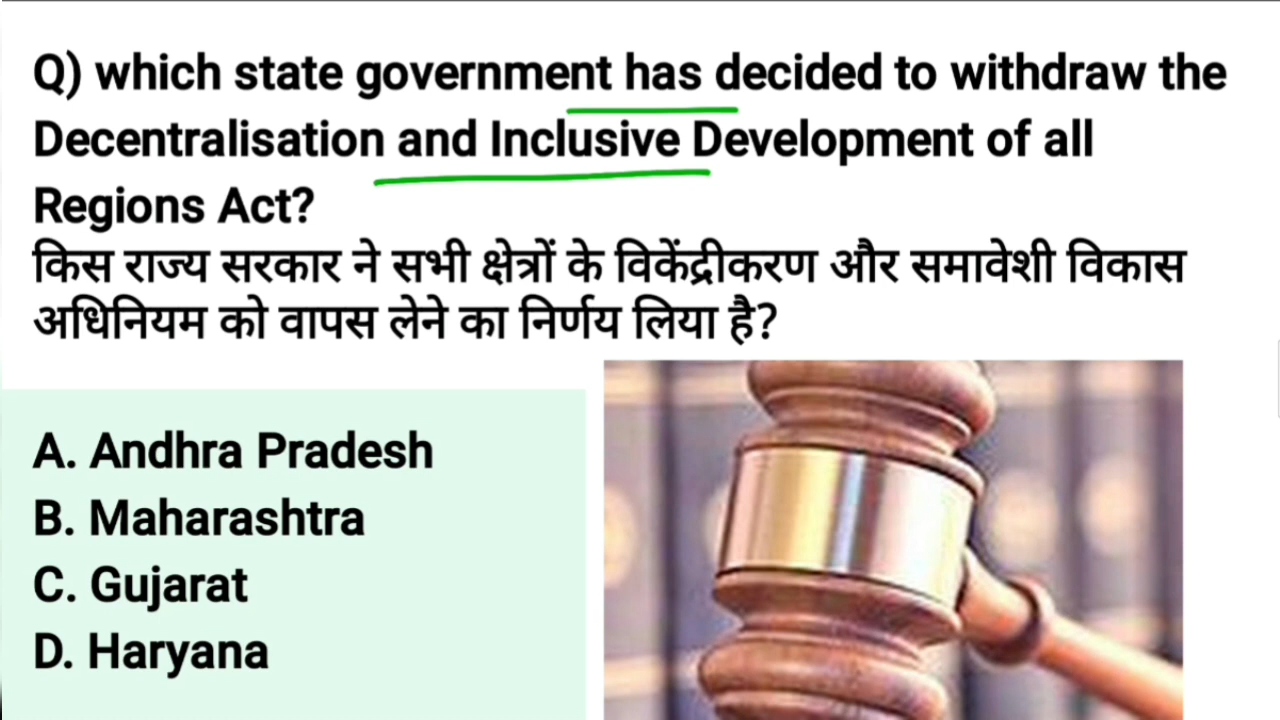 Q) which state government has decided to withdraw the
Decentralisation and Inclusive Development of all
Regions Act?
किस राज्य सरकार ने सभी क्षेत्रों के विकेंद्रीकरण और समावेशी विकास
अधिनियम को वापस लेने का निर्णय लिया है?
A. Andhra Pradesh
B. Maharashtra
C. Gujarat
D. Haryana